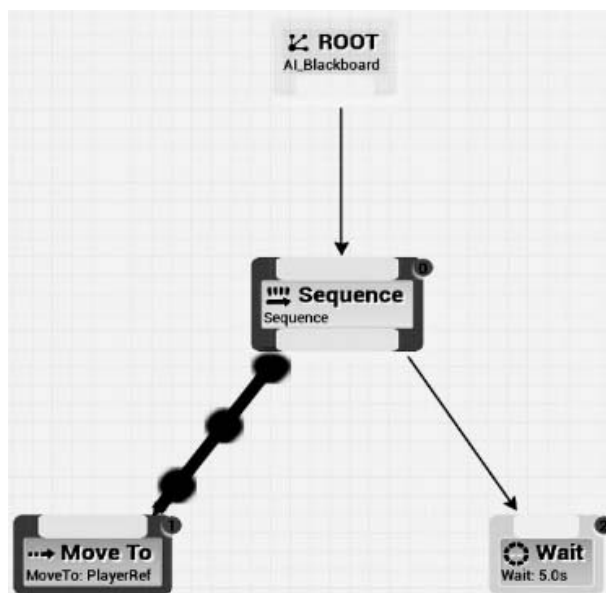 ROOT
AI_Blackboard
0
Sequence
Sequence
1
Move To
MoveTo: PlayerRef
2
Wait
Wait: 5.0s